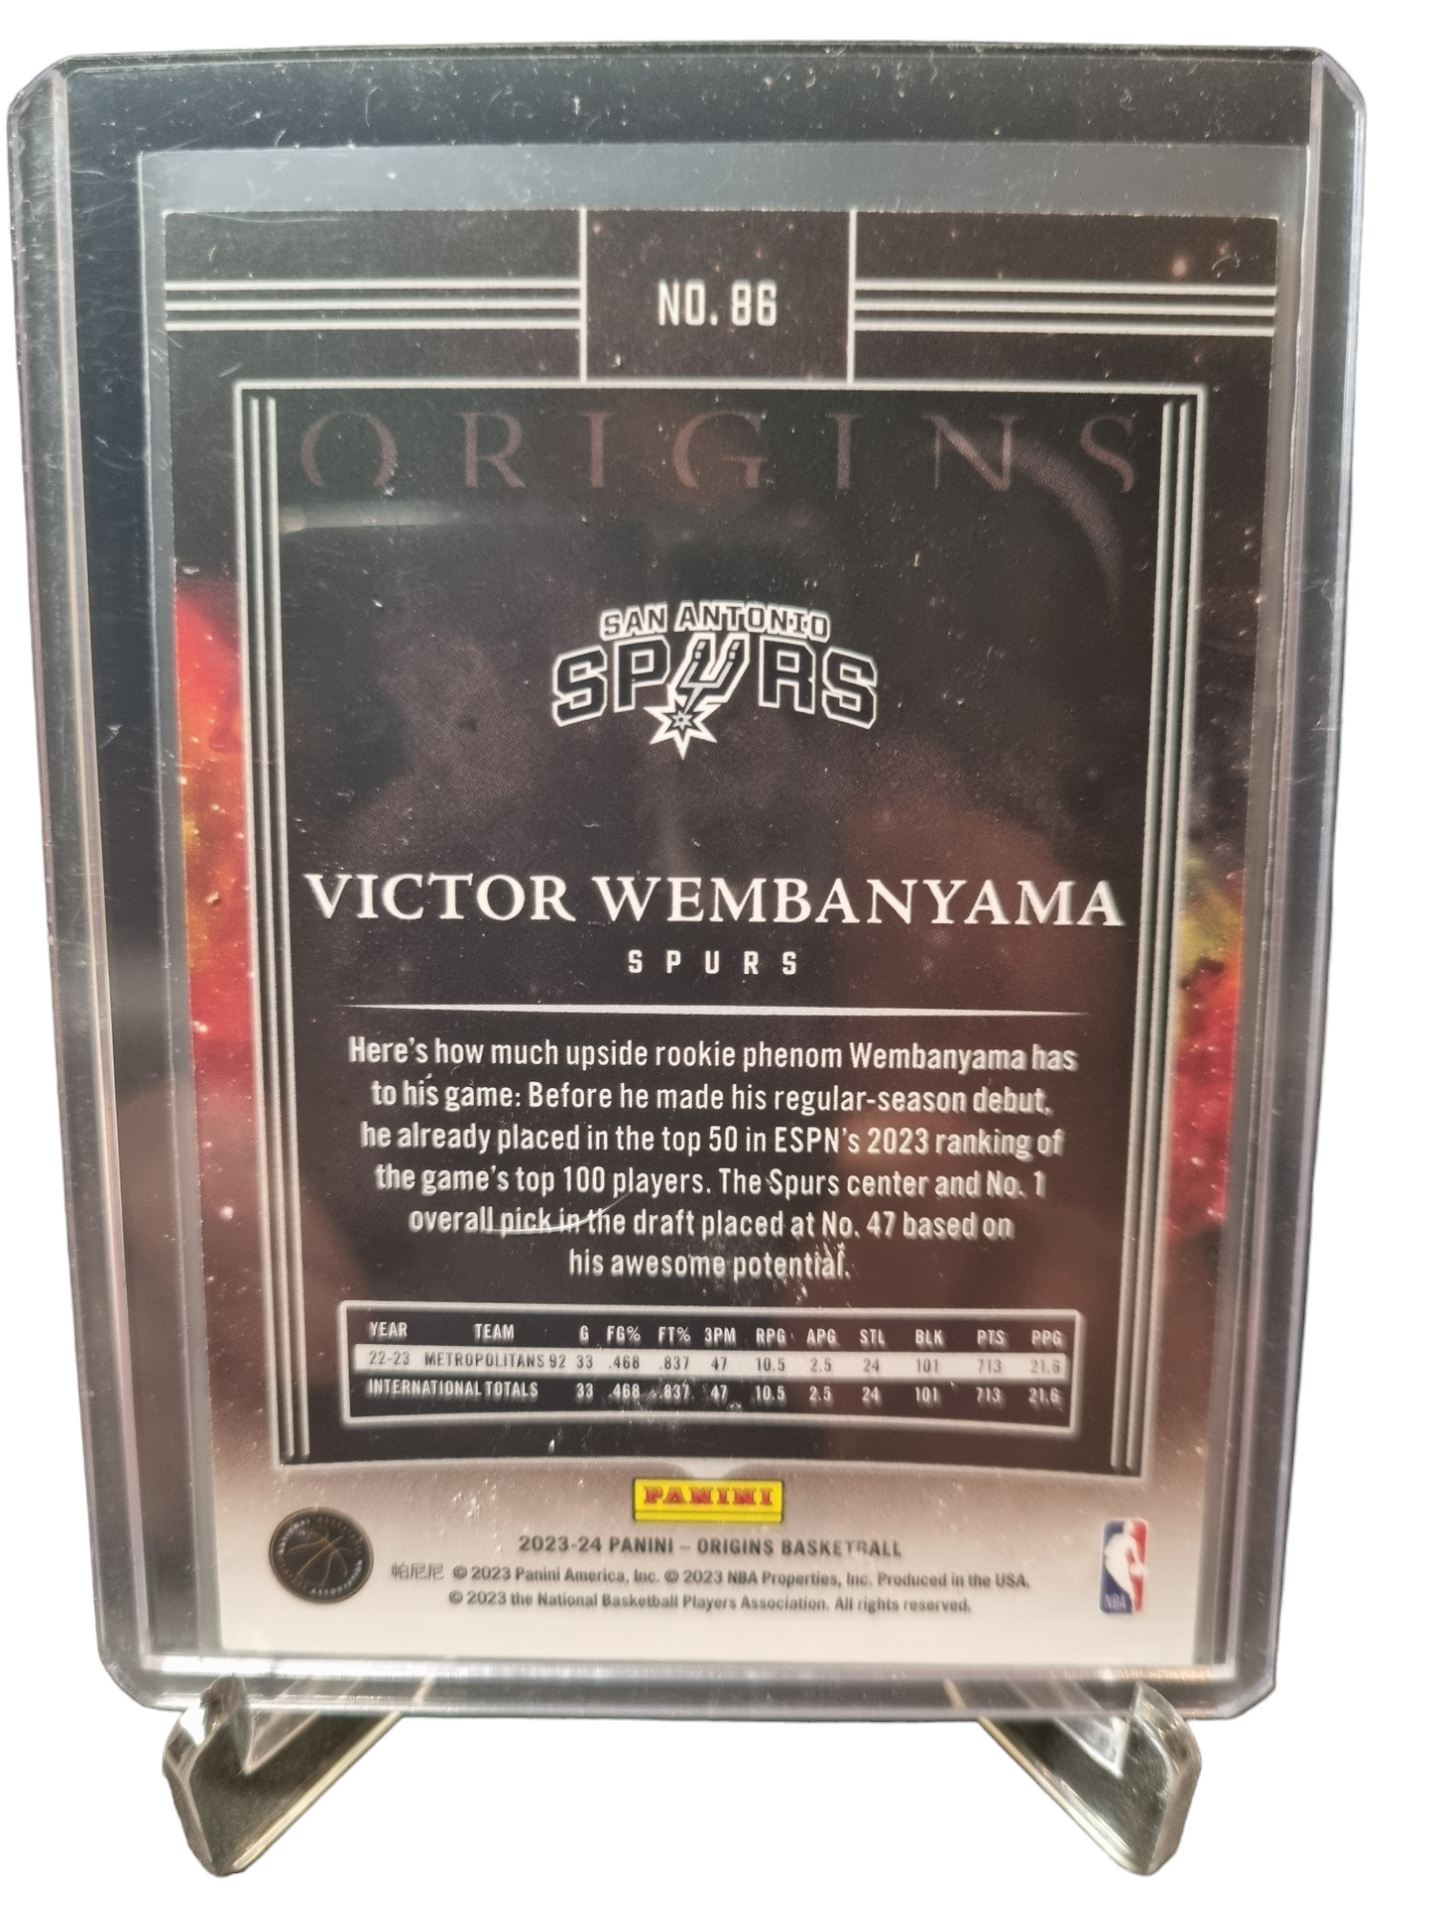 NO. 86
ORIGINS
SAN ANTONIO
SPURS
VICTOR WEMBANYAMA
SPURS
Here's how much upside rookie phenom Wembanyama has
to his game: Before he made his regular-season debut,
he already placed in the top 50 in ESPN's 2023 ranking of
the game's top 100 players. The Spurs center and No. 1
overall pick in the draft placed at No. 47 based on
his awesome potential.
YEAR TEAM G FG% FT% 3PM RPG APG STL BLK PTS PPG
22-23 METROPOLITANS 92 33 .468 .837 47 10.5 2.5 24 101 713 21.6
INTERNATIONAL TOTALS 33 .468 .837 47 10.5 2.5 24 101 713 21.6
PANINI
2023-24 PANINI – ORIGINS BASKETBALL
帕尼尼 © 2023 Panini America, Inc. © 2023 NBA Properties, Inc. Produced in the USA.
© 2023 the National Basketball Players Association. All rights reserved.
NBA